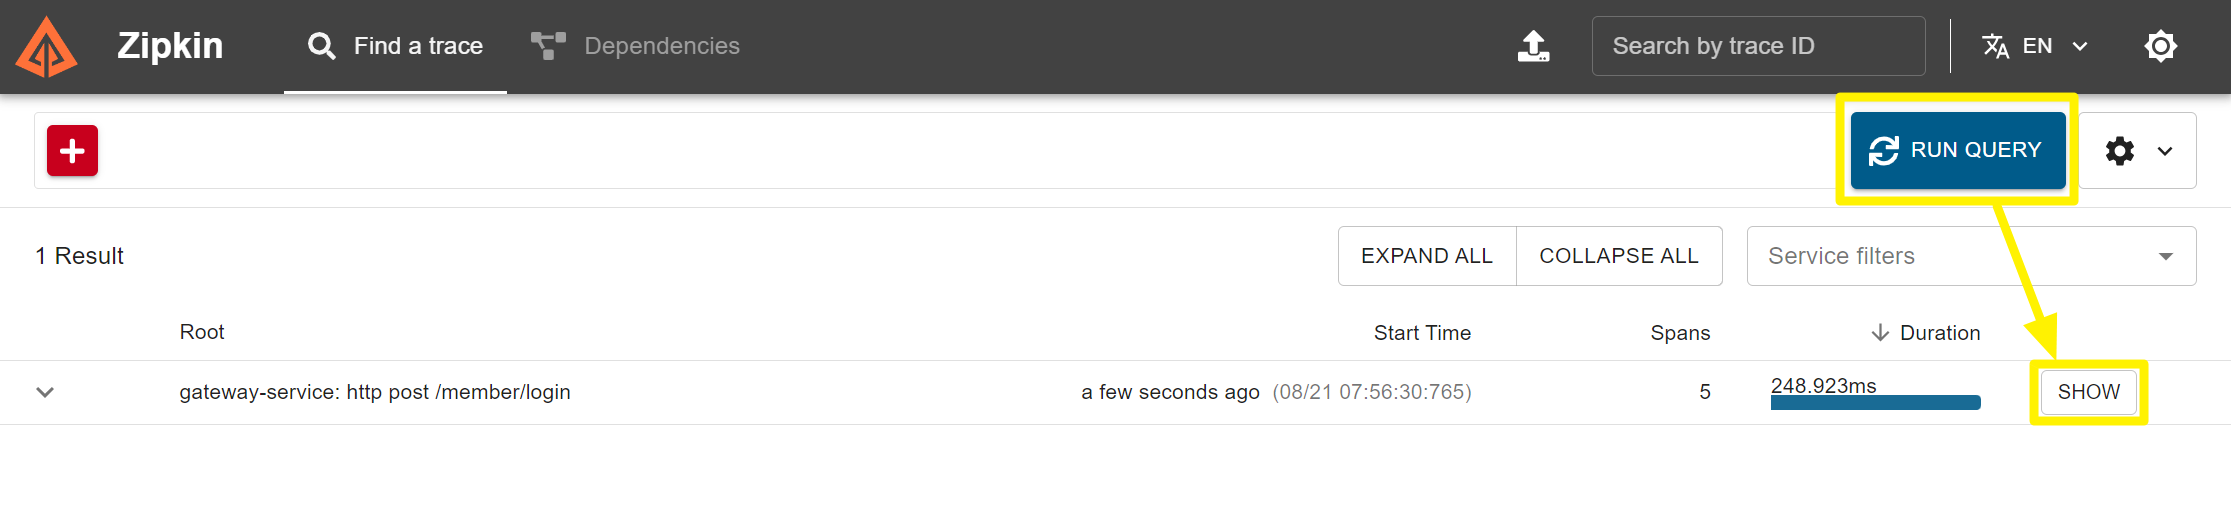 Zipkin Find a trace Dependencies Search by trace ID EN
RUN QUERY
1 Result EXPAND ALL COLLAPSE ALL Service filters
Root Start Time Spans Duration
gateway-service: http post /member/login a few seconds ago (08/21 07:56:30:765) 5 248.923ms SHOW